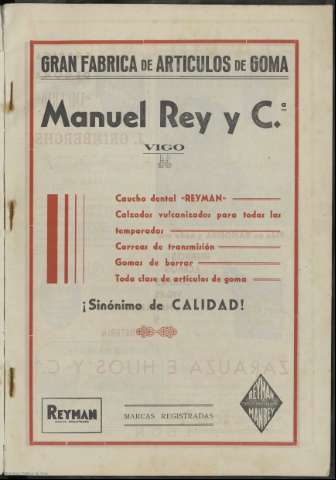 GRAN FABRICA DE ARTICULOS DE GOMA
Manuel Rey y C.ª
VIGO
Caucho dental «REYMAN»
Calzados vulcanizados para todas las
temporadas
Correas de transmisión
Gomas de borrar
Toda clase de artículos de goma
¡Sinónimo de CALIDAD!
REYMAN
MARCAS REGISTRADAS
REYMAN
MANREY